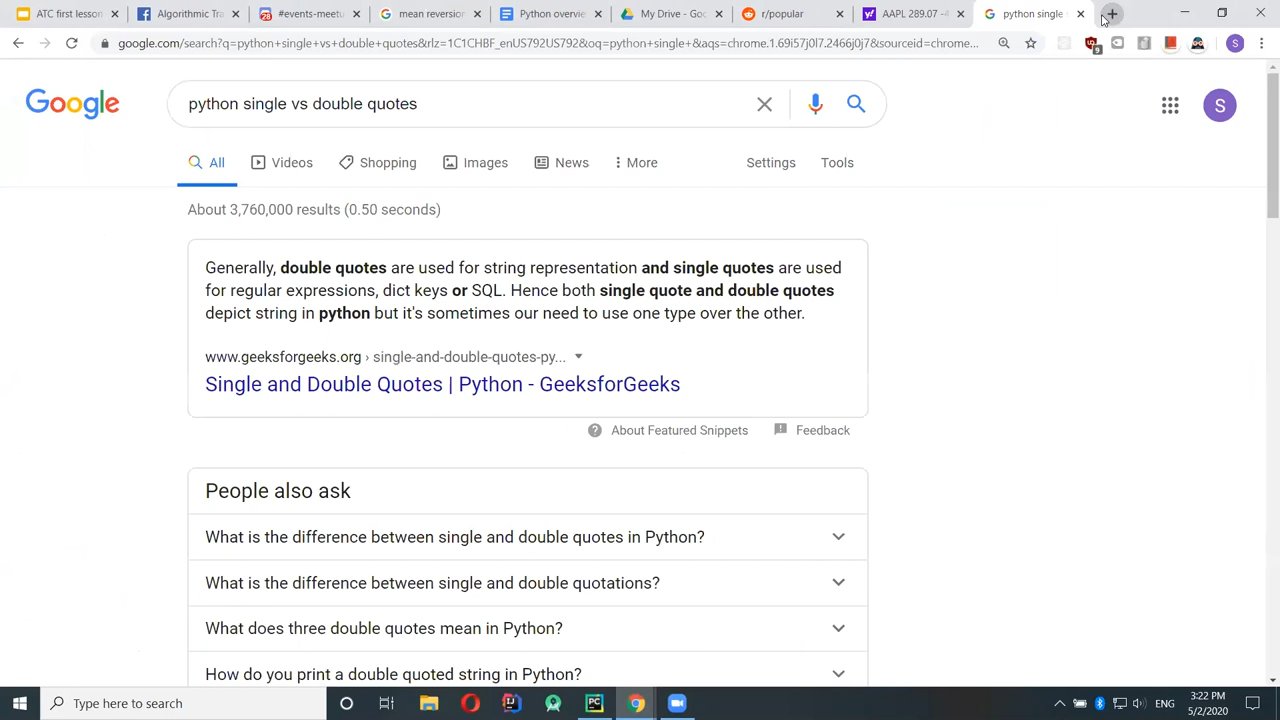 ATC first lesson
Algorithmic Tra
#events-meetu
mean reversion
Python overvie
My Drive - Goo
r/popular
AAPL 289.07 -4
python single
google.com/search?q=python+single+vs+double+quotes&rlz=1C1CHBF_enUS792US792&oq=python+single+&aqs=chrome.1.69i57j0l7.2466j0j7&sourceid=chrome...
9
S
Google
python single vs double quotes
S
All
Videos
Shopping
Images
News
More
Settings
Tools
About 3,760,000 results (0.50 seconds)
Generally, double quotes are used for string representation and single quotes are used
for regular expressions, dict keys or SQL. Hence both single quote and double quotes
depict string in python but it's sometimes our need to use one type over the other.
www.geeksforgeeks.org › single-and-double-quotes-py...
Single and Double Quotes | Python - GeeksforGeeks
About Featured Snippets
Feedback
People also ask
What is the difference between single and double quotes in Python?
What is the difference between single and double quotations?
What does three double quotes mean in Python?
How do you print a double quoted string in Python?
Type here to search
PC
ENG
3:22 PM
5/2/2020